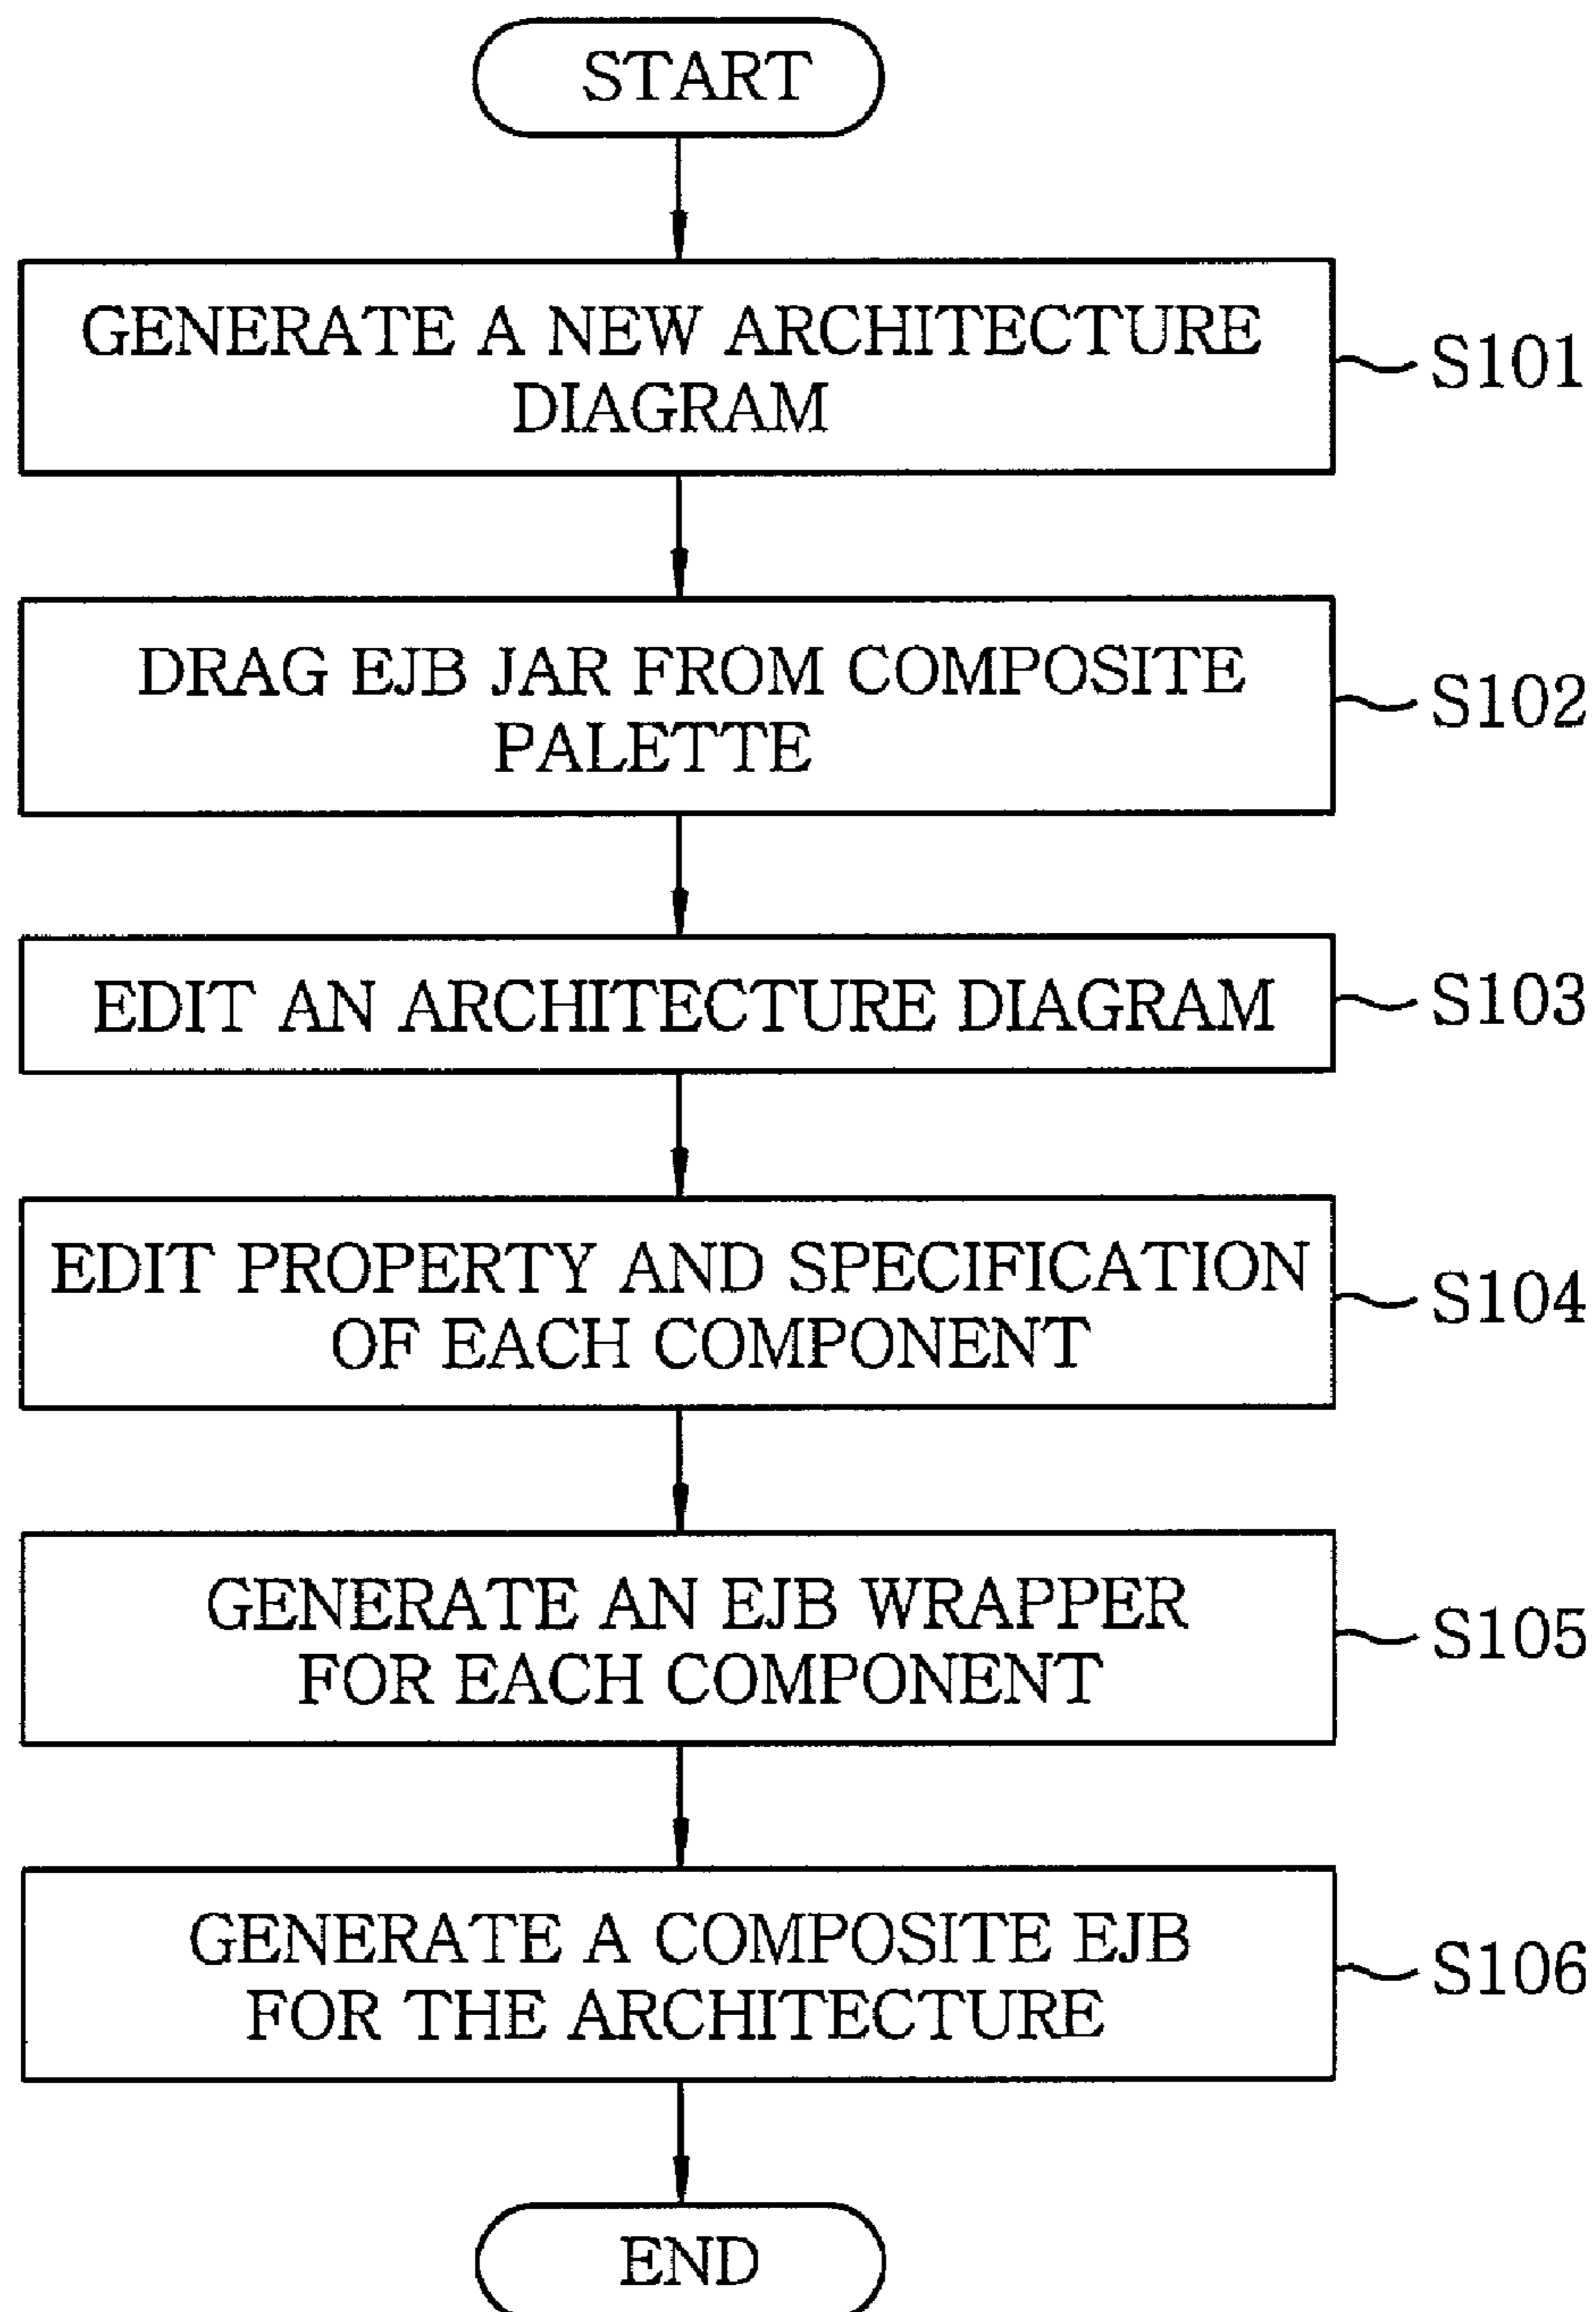 START
GENERATE A NEW ARCHITECTURE
DIAGRAM
S101
DRAG EJB JAR FROM COMPOSITE
PALETTE
S102
EDIT AN ARCHITECTURE DIAGRAM
S103
EDIT PROPERTY AND SPECIFICATION
OF EACH COMPONENT
S104
GENERATE AN EJB WRAPPER
FOR EACH COMPONENT
S105
GENERATE A COMPOSITE EJB
FOR THE ARCHITECTURE
S106
END